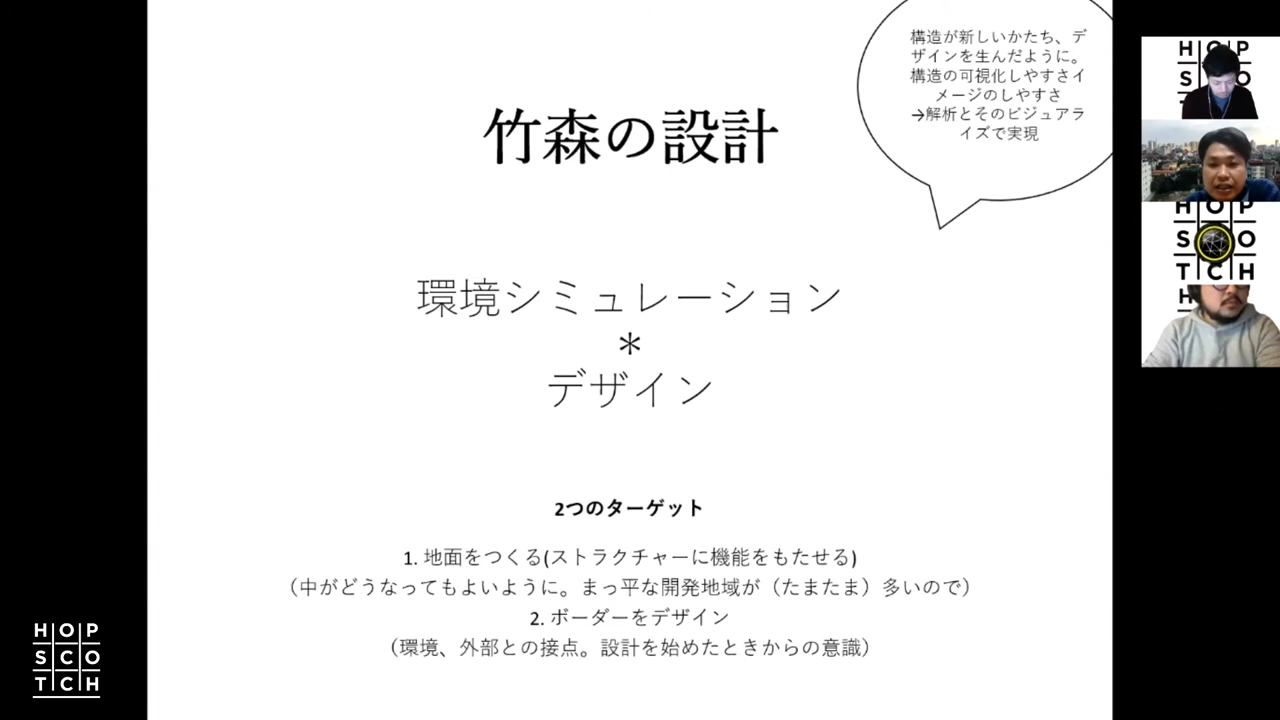 構造が新しいかたち、デ
ザインを生んだように。
構造の可視化しやすさイ
メージのしやすさ
→解析とそのビジュアラ
イズで実現
竹森の設計
環境シミュレーション
*
デザイン
2つのターゲット
1. 地面をつくる(ストラクチャーに機能をもたせる)
（中がどうなってもよいように。まっ平な開発地域が（たまたま）多いので）
2. ボーダーをデザイン
（環境、外部との接点。設計を始めたときからの意識）
HOP
SCO
TCH
H O P
S O
HOP
S O
TCH
H